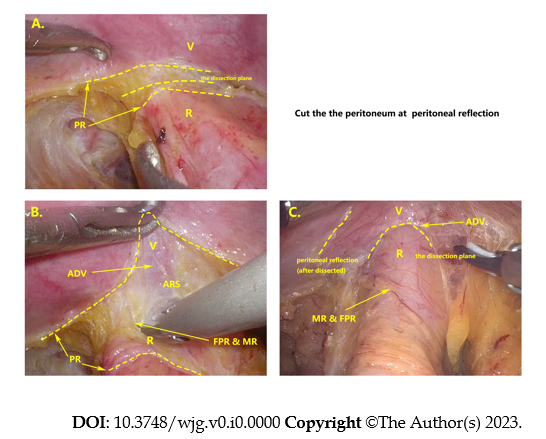 A.
V
the dissection plane
R
PR
Cut the the peritoneum at peritoneal reflection
B.
V
ADV
ARS
FPR & MR
R
PR
C.
V
ADV
R
peritoneal reflection
(after dissected)
the dissection plane
MR & FPR
DOI: 10.3748/wjg.v0.i0.0000 Copyright ©The Author(s) 2023.